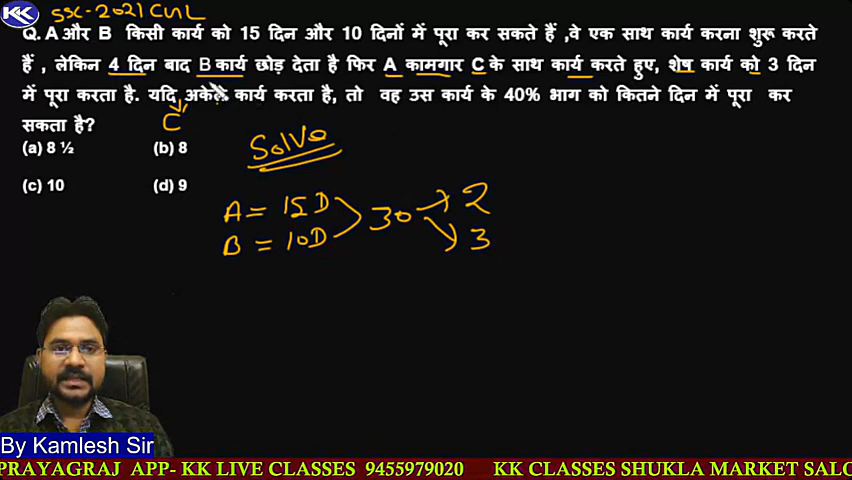 KK SSC-2021 CHSL
Q. A और B किसी कार्य को 15 दिन और 10 दिनों में पूरा कर सकते हैं ,वे एक साथ कार्य करना शुरू करते
हैं , लेकिन 4 दिन बाद B कार्य छोड़ देता है फिर A कामगार C के साथ कार्य करते हुए, शेष कार्य को 3 दिन
में पूरा करता है. यदि अकेले कार्य करता है, तो वह उस कार्य के 40% भाग को कितने दिन में पूरा कर
सकता है?
C
(a) 8 ½ (b) 8
(c) 10 (d) 9
Solve
A = 15D
B = 10D
30
2
3
By Kamlesh Sir
PRAYAGRAJ APP- KK LIVE CLASSES 9455979020 KK CLASSES SHUKLA MARKET SALO